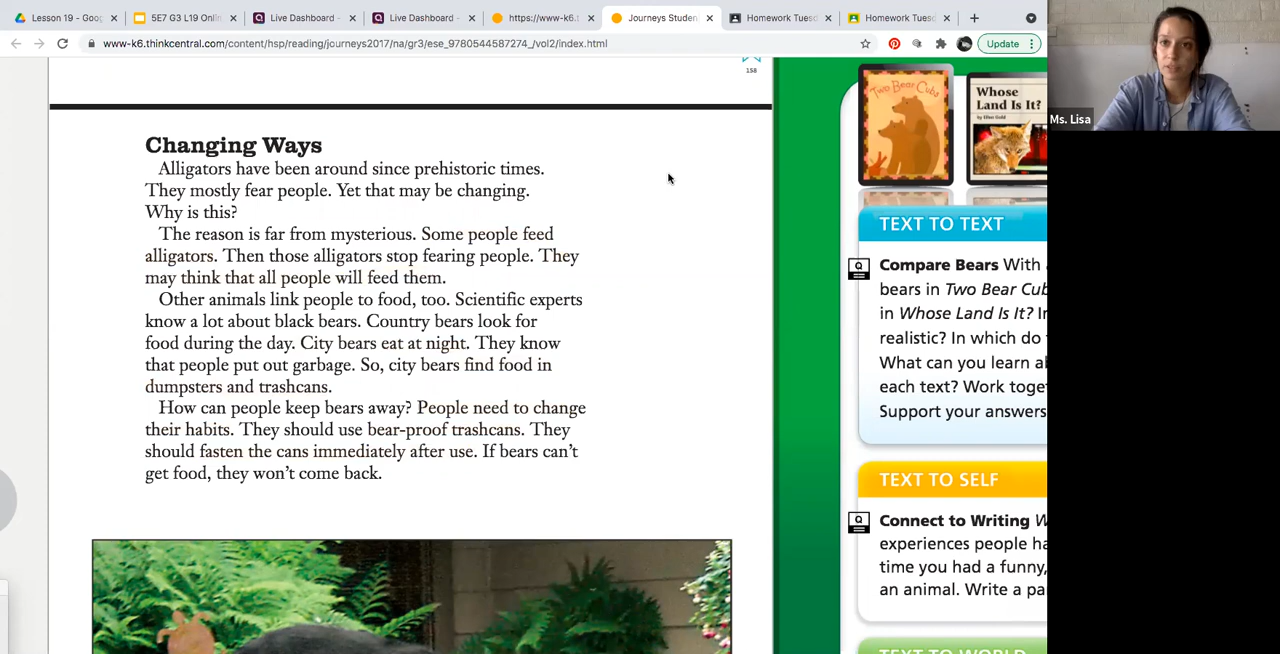 Lesson 19 - Goog
5E7 G3 L19 Onli
Live Dashboard -
Live Dashboard -
https://www-k6.t
Journeys Studen
Homework Tuesd
Homework Tuesd
www-k6.thinkcentral.com/content/hsp/reading/journeys2017/na/gr3/ese_9780544587274_/vol2/index.html
Update
Ms. Lisa
158
Changing Ways
Alligators have been around since prehistoric times.
They mostly fear people. Yet that may be changing.
Why is this?
The reason is far from mysterious. Some people feed
alligators. Then those alligators stop fearing people. They
may think that all people will feed them.
Other animals link people to food, too. Scientific experts
know a lot about black bears. Country bears look for
food during the day. City bears eat at night. They know
that people put out garbage. So, city bears find food in
dumpsters and trashcans.
How can people keep bears away? People need to change
their habits. They should use bear-proof trashcans. They
should fasten the cans immediately after use. If bears can't
get food, they won't come back.
Two Bear Cubs
Whose
Land Is It?
by Ellen Gold
TEXT TO TEXT
Q
Compare Bears With
bears in Two Bear Cub
in Whose Land Is It? In
realistic? In which do
What can you learn a
each text? Work toge
Support your answers
TEXT TO SELF
Q
Connect to Writing W
experiences people ha
time you had a funny,
an animal. Write a pa
TEXT TO WORLD